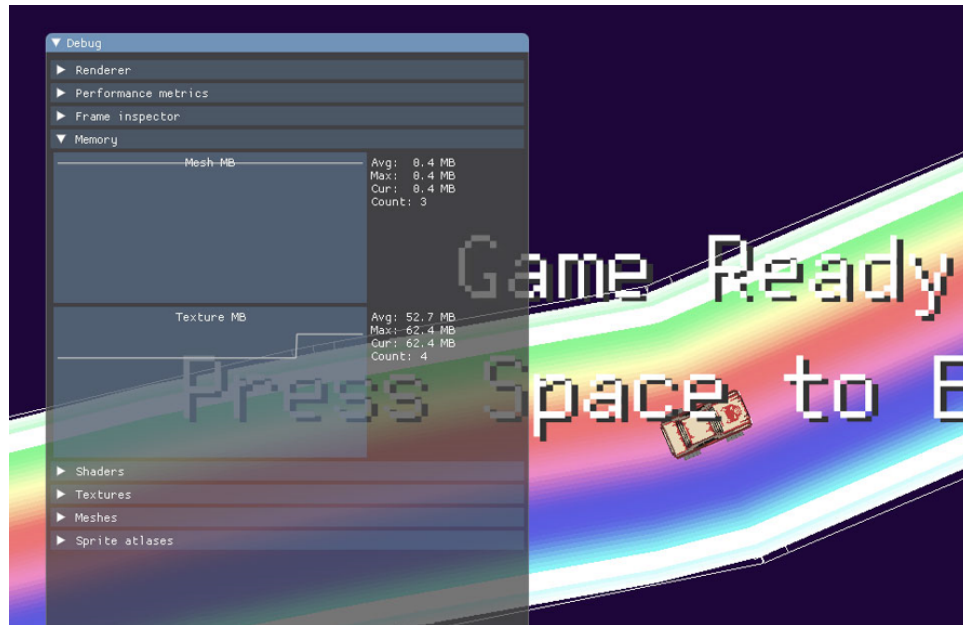 Debug
Renderer
Performance metrics
Frame inspector
Memory
Mesh MB
Avg: 0.4 MB
Max: 0.4 MB
Cur: 0.4 MB
Count: 3
Texture MB
Avg: 52.7 MB
Max: 62.4 MB
Cur: 62.4 MB
Count: 4
Shaders
Textures
Meshes
Sprite atlases
Game Ready
Press Space to